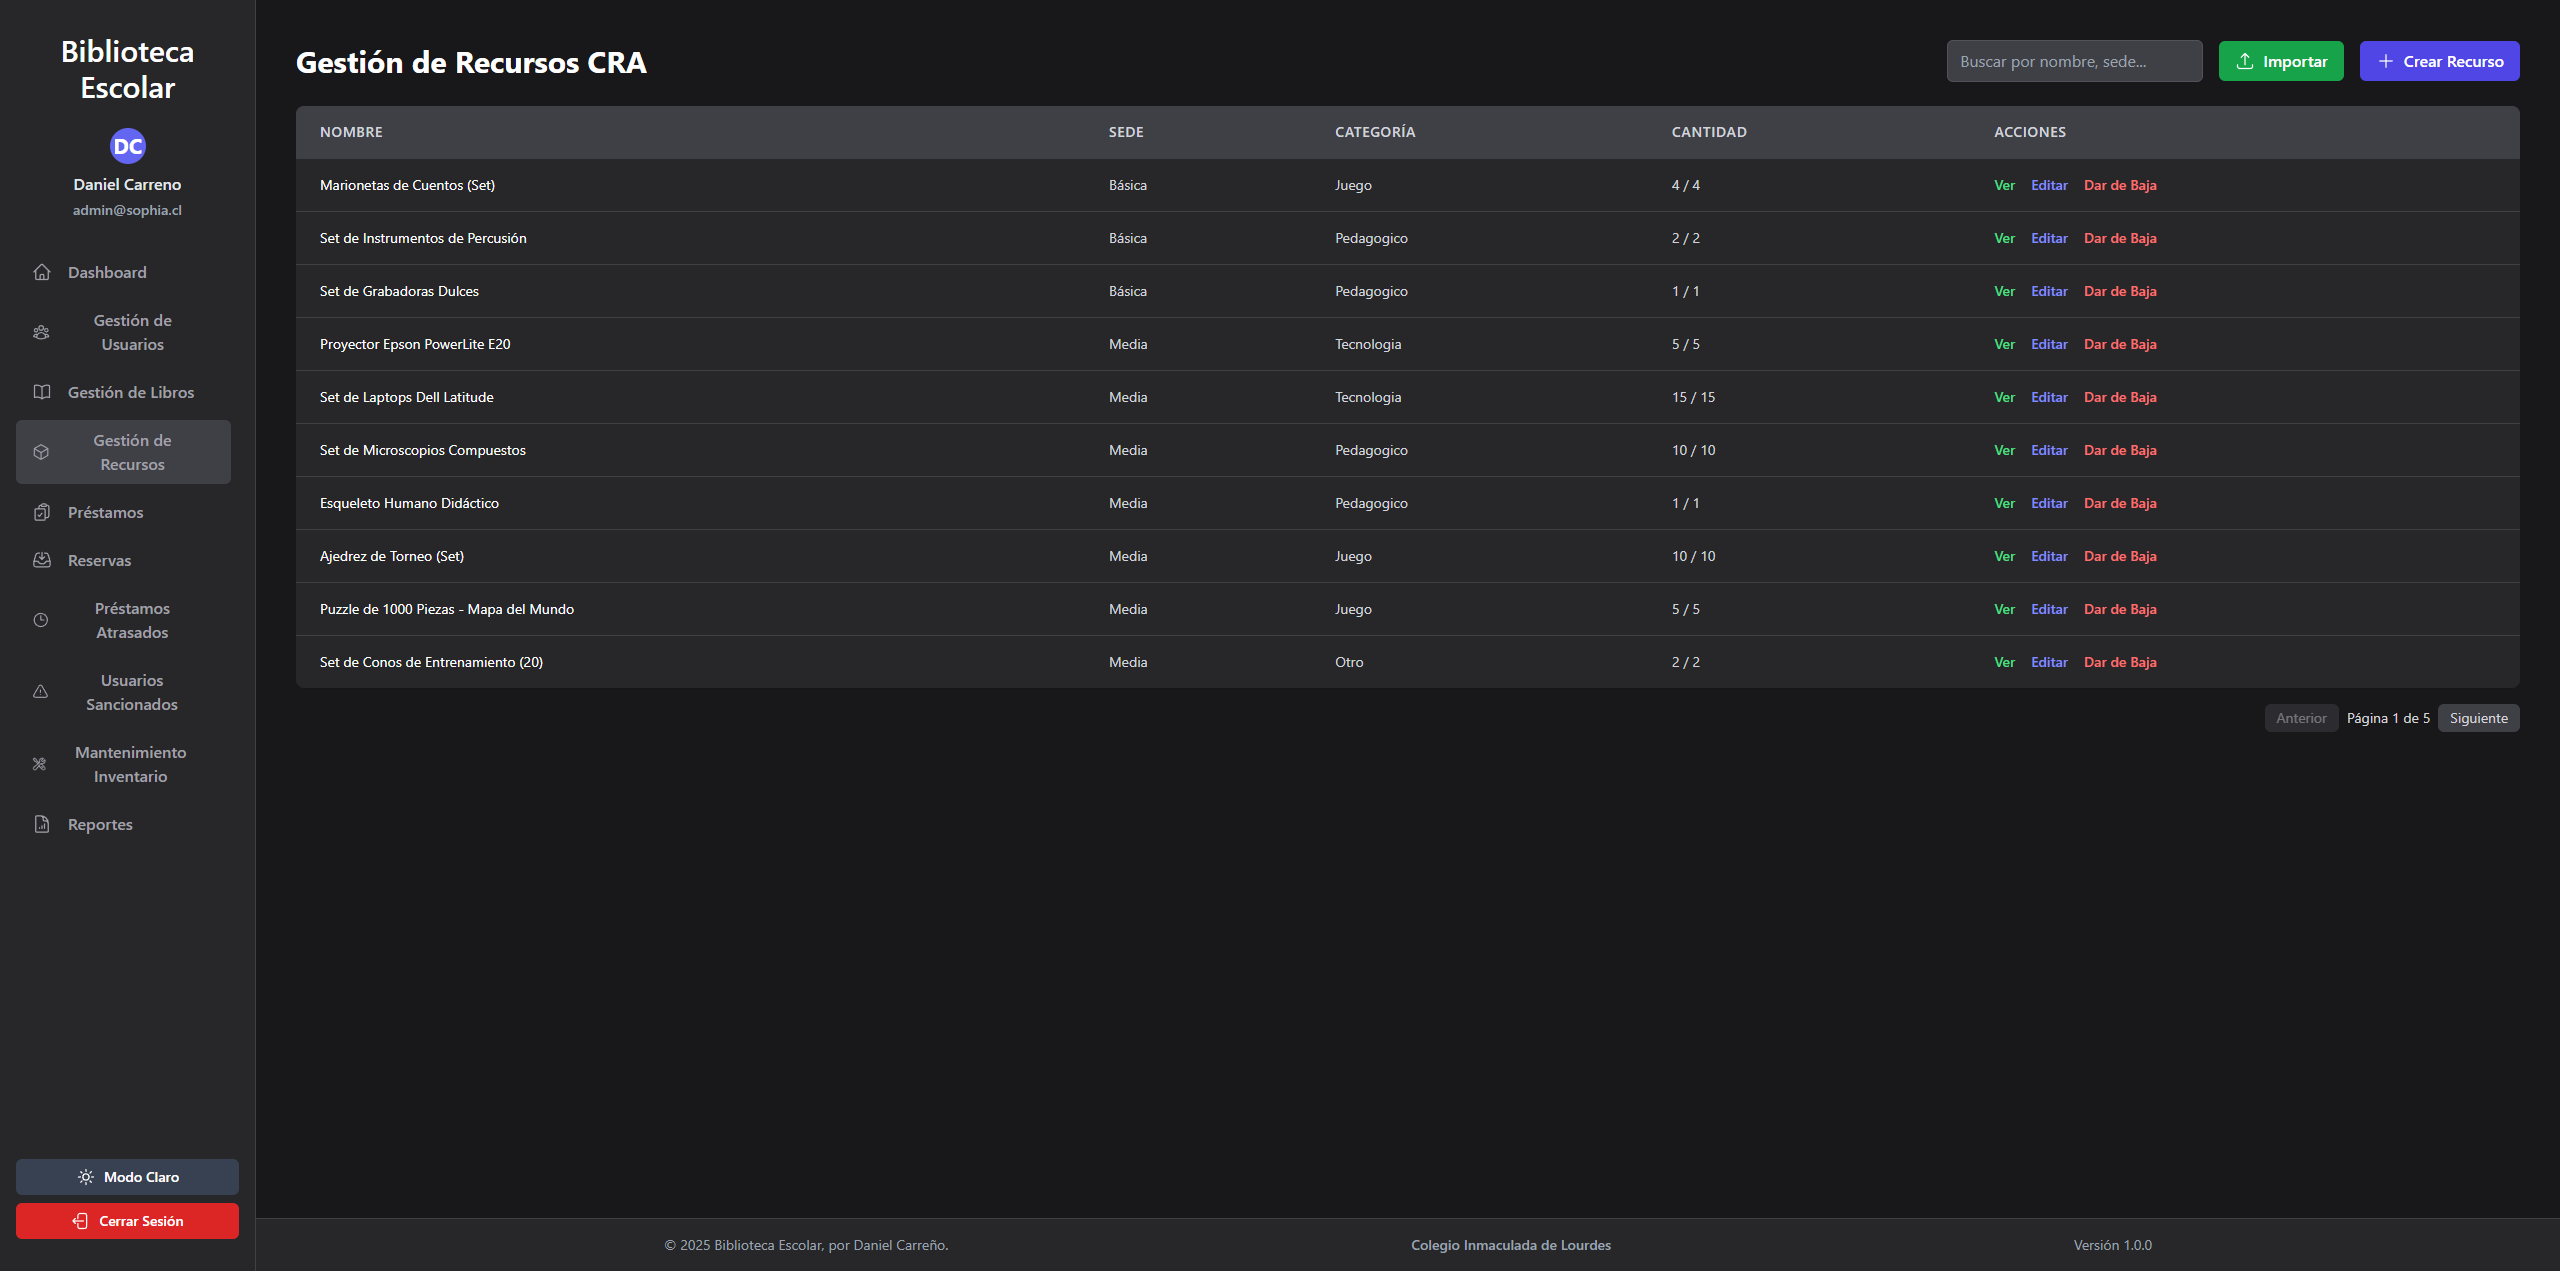 Biblioteca
Escolar
DC
Daniel Carreno
admin@sophia.cl
Dashboard
Gestión de
Usuarios
Gestión de Libros
Gestión de
Recursos
Préstamos
Reservas
Préstamos
Atrasados
Usuarios
Sancionados
Mantenimiento
Inventario
Reportes
Modo Claro
Cerrar Sesión
Gestión de Recursos CRA
Buscar por nombre, sede...
Importar
Crear Recurso
NOMBRE SEDE CATEGORÍA CANTIDAD ACCIONES
Marionetas de Cuentos (Set) Básica Juego 4 / 4 Ver Editar Dar de Baja
Set de Instrumentos de Percusión Básica Pedagogico 2 / 2 Ver Editar Dar de Baja
Set de Grabadoras Dulces Básica Pedagogico 1 / 1 Ver Editar Dar de Baja
Proyector Epson PowerLite E20 Media Tecnologia 5 / 5 Ver Editar Dar de Baja
Set de Laptops Dell Latitude Media Tecnologia 15 / 15 Ver Editar Dar de Baja
Set de Microscopios Compuestos Media Pedagogico 10 / 10 Ver Editar Dar de Baja
Esqueleto Humano Didáctico Media Pedagogico 1 / 1 Ver Editar Dar de Baja
Ajedrez de Torneo (Set) Media Juego 10 / 10 Ver Editar Dar de Baja
Puzzle de 1000 Piezas - Mapa del Mundo Media Juego 5 / 5 Ver Editar Dar de Baja
Set de Conos de Entrenamiento (20) Media Otro 2 / 2 Ver Editar Dar de Baja
Anterior Página 1 de 5 Siguiente
© 2025 Biblioteca Escolar, por Daniel Carreño. Colegio Inmaculada de Lourdes Versión 1.0.0